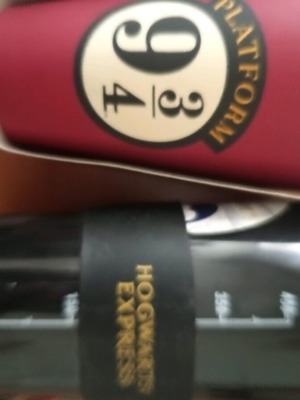 PLATFORM
9 3/4
HOGWARTS
EXPRESS